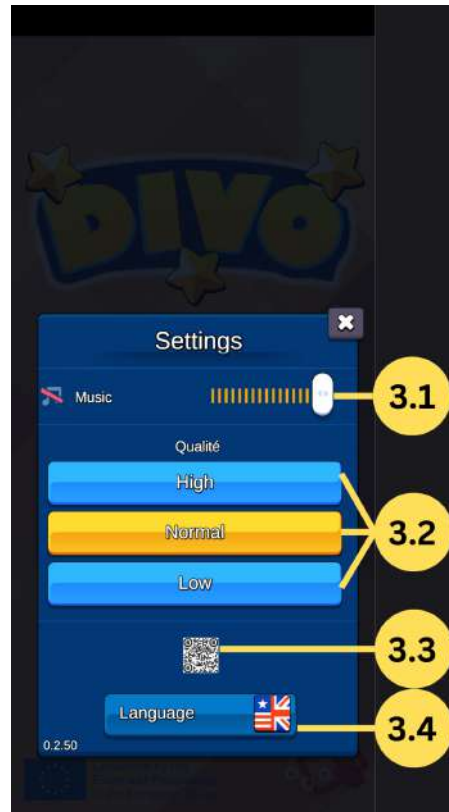 DIVO
Settings
Music
3.1
Qualité
High
Normal
3.2
Low
3.3
Language
3.4
0.2.50